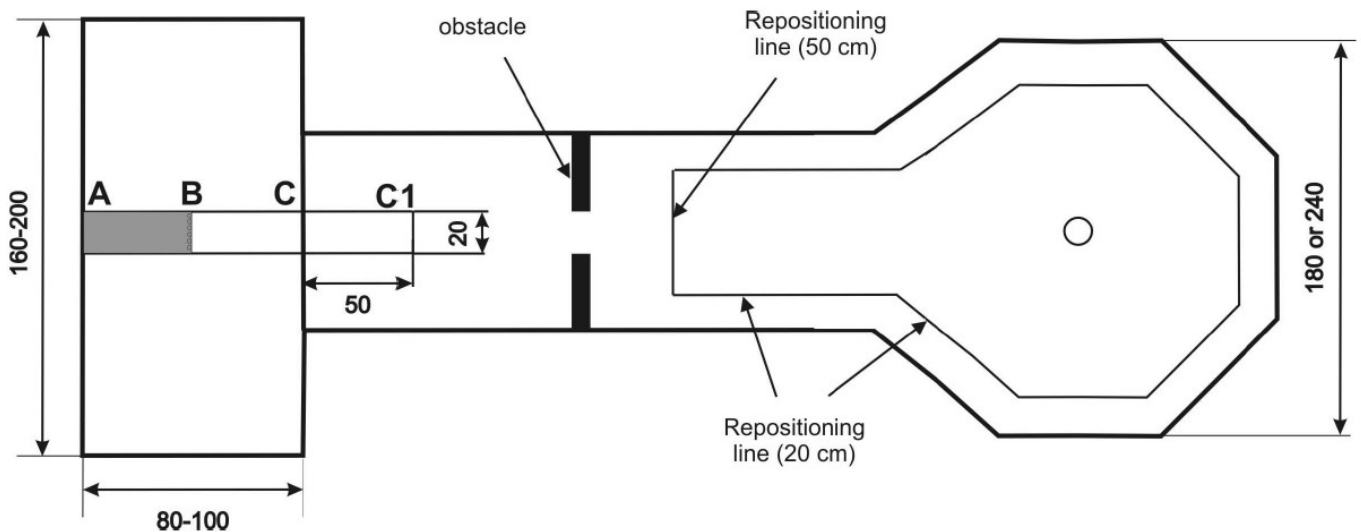 obstacle
Repositioning
line (50 cm)
A
B
C
C1
160-200
20
50
180 or 240
Repositioning
line (20 cm)
80-100